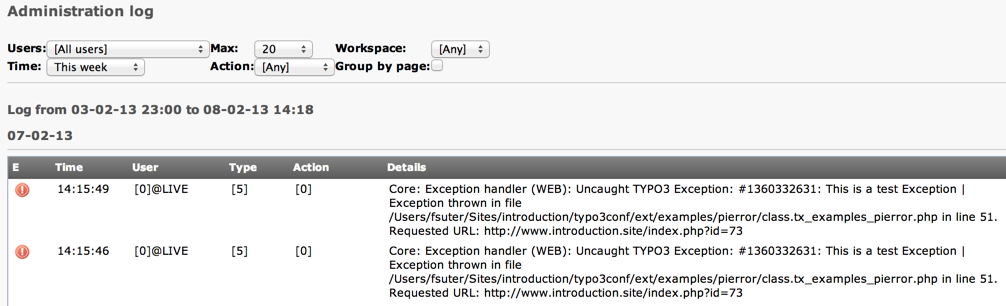 Administration log
Users: [All users] Max: 20 Workspace: [Any]
Time: This week Action: [Any] Group by page:
Log from 03-02-13 23:00 to 08-02-13 14:18
07-02-13
E Time User Type Action Details
14:15:49 [0]@LIVE [5] [0] Core: Exception handler (WEB): Uncaught TYPO3 Exception: #1360332631: This is a test Exception |
Exception thrown in file
/Users/fsuter/Sites/introduction/typo3conf/ext/examples/pierror/class.tx_examples_pierror.php in line 51.
Requested URL: http://www.introduction.site/index.php?id=73
14:15:46 [0]@LIVE [5] [0] Core: Exception handler (WEB): Uncaught TYPO3 Exception: #1360332631: This is a test Exception |
Exception thrown in file
/Users/fsuter/Sites/introduction/typo3conf/ext/examples/pierror/class.tx_examples_pierror.php in line 51.
Requested URL: http://www.introduction.site/index.php?id=73